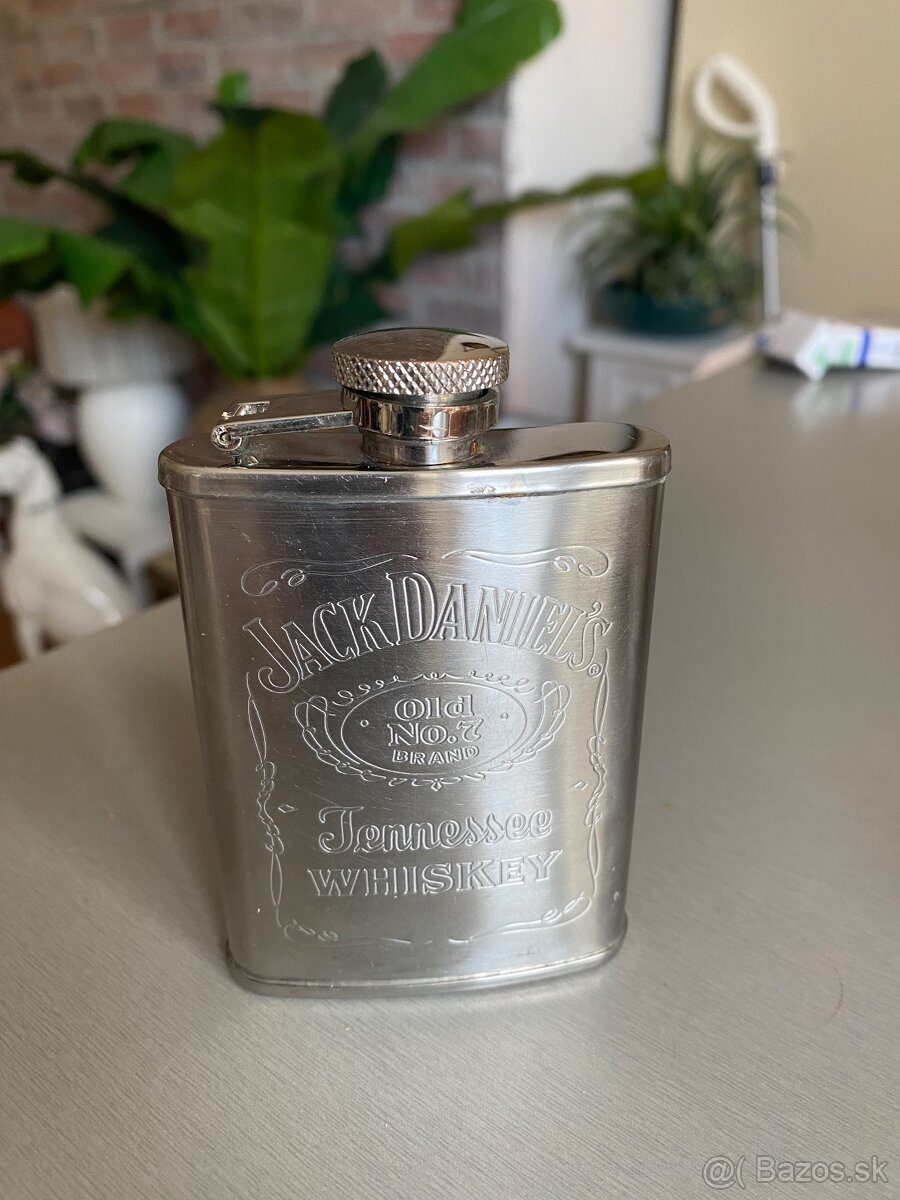 JACK DANIEL'S®
Old
NO.7
BRAND
Tennessee
WHISKEY
@( Bazos.sk